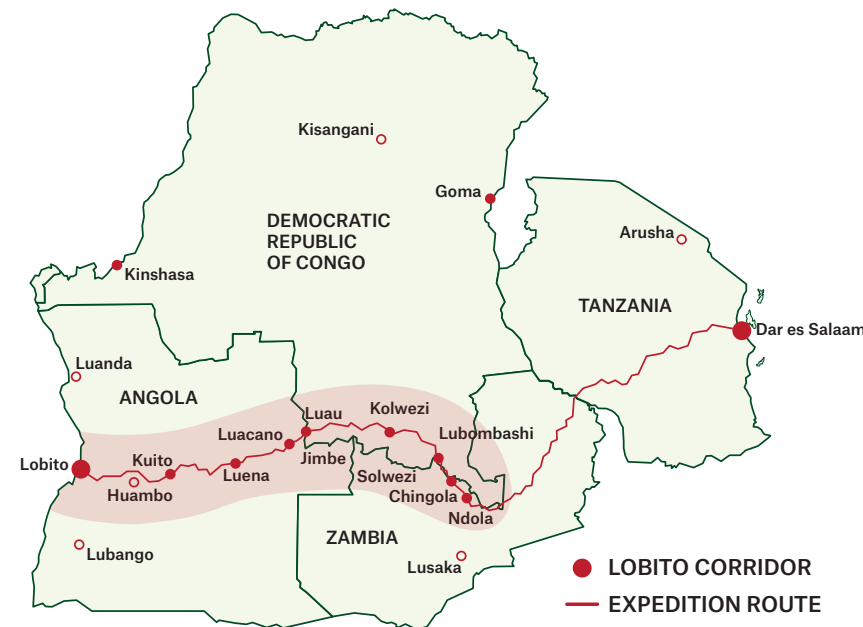 Kisangani
Goma
DEMOCRATIC
REPUBLIC
OF CONGO
Arusha
Kinshasa
TANZANIA
Dar es Salaam
Luanda
ANGOLA
Luau
Kolwezi
Luacano
Lubombashi
Jimbe
Lobito
Kuito
Luena
Solwezi
Huambo
Chingola
Ndola
ZAMBIA
Lubango
Lusaka
LOBITO CORRIDOR
EXPEDITION ROUTE